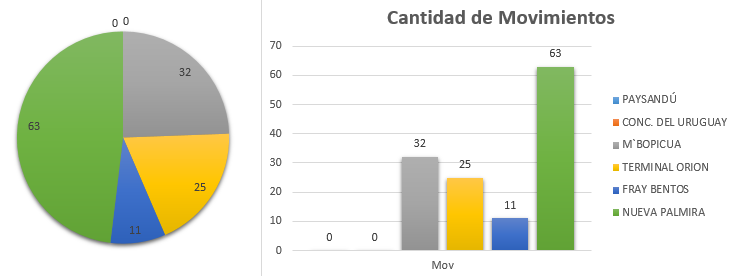 0 0
32
63
25
11
Cantidad de Movimientos
70
60
50
40
30
20
10
0
0
0
32
25
11
63
Mov
PAYSANDÚ
CONC. DEL URUGUAY
M`BOPICUA
TERMINAL ORION
FRAY BENTOS
NUEVA PALMIRA